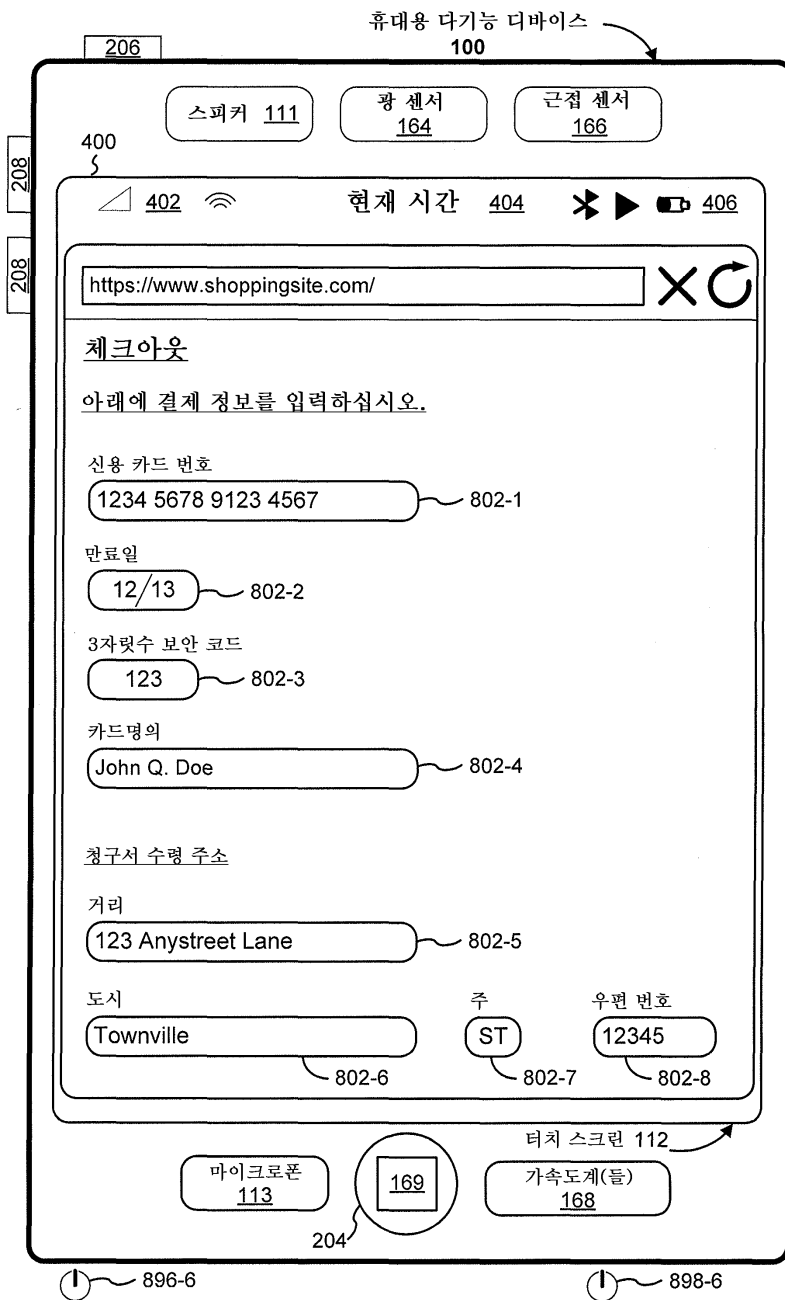 휴대용 다기능 디바이스
206
100
스피커 111
광 센서
164
근접 센서
166
400
208
402 현재 시간 404 406
208
https://www.shoppingsite.com/
체크아웃
아래에 결제 정보를 입력하십시오.
신용 카드 번호
1234 5678 9123 4567 802-1
만료일
12/13 802-2
3자릿수 보안 코드
123 802-3
카드명의
John Q. Doe 802-4
청구서 수령 주소
거리
123 Anystreet Lane 802-5
도시 주 우편 번호
Townville ST 12345
802-6 802-7 802-8
터치 스크린 112
마이크로폰
113
169
가속도계(들)
168
204
896-6 898-6